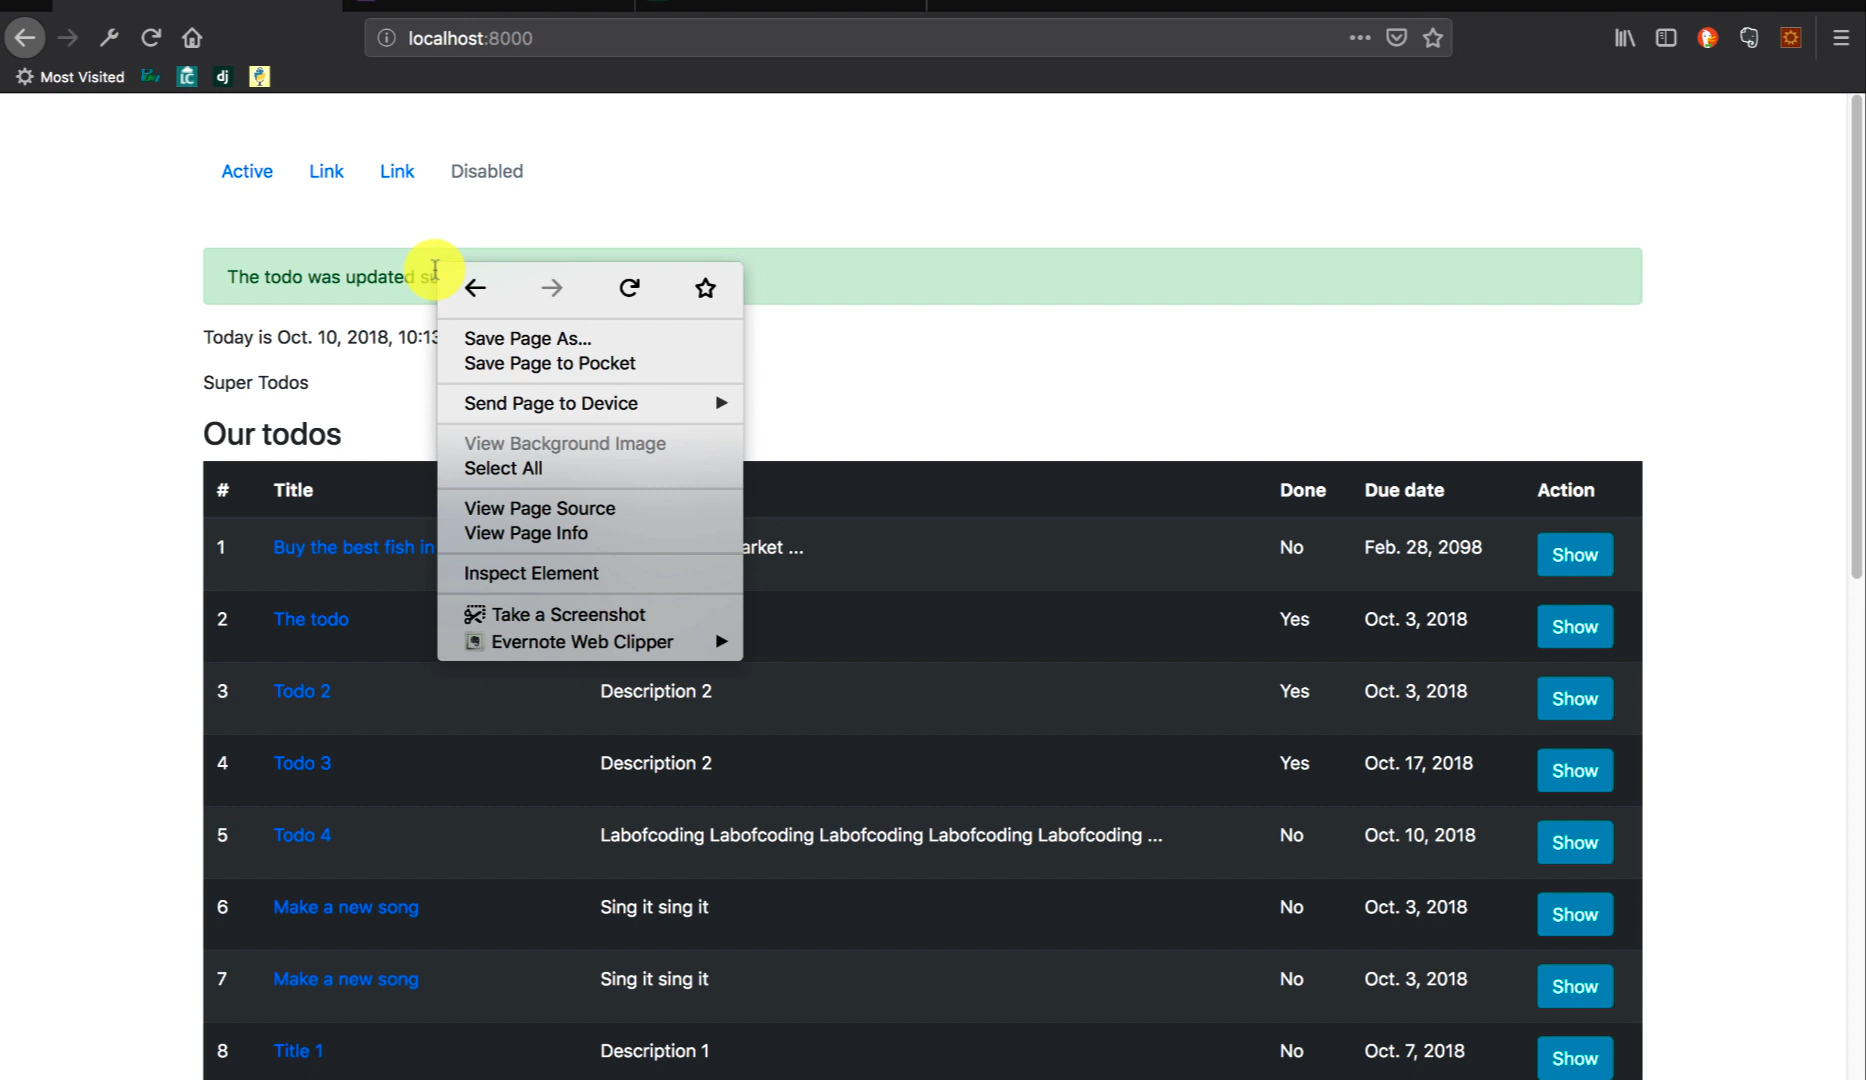 localhost:8000
Most Visited
dj
Active Link Link Disabled
The todo was updated
Today is Oct. 10, 2018,
Super Todos
Our todos
Save Page As...
Save Page to Pocket
Send Page to Device
View Background Image
Select All
View Page Source
View Page Info
Inspect Element
Take a Screenshot
Evernote Web Clipper
# Title Done Due date Action
1 Buy the best fish in arket ... No Feb. 28, 2098 Show
2 The todo Yes Oct. 3, 2018 Show
3 Todo 2 Description 2 Yes Oct. 3, 2018 Show
4 Todo 3 Description 2 Yes Oct. 17, 2018 Show
5 Todo 4 Labofcoding Labofcoding Labofcoding Labofcoding Labofcoding ... No Oct. 10, 2018 Show
6 Make a new song Sing it sing it No Oct. 3, 2018 Show
7 Make a new song Sing it sing it No Oct. 3, 2018 Show
8 Title 1 Description 1 No Oct. 7, 2018 Show